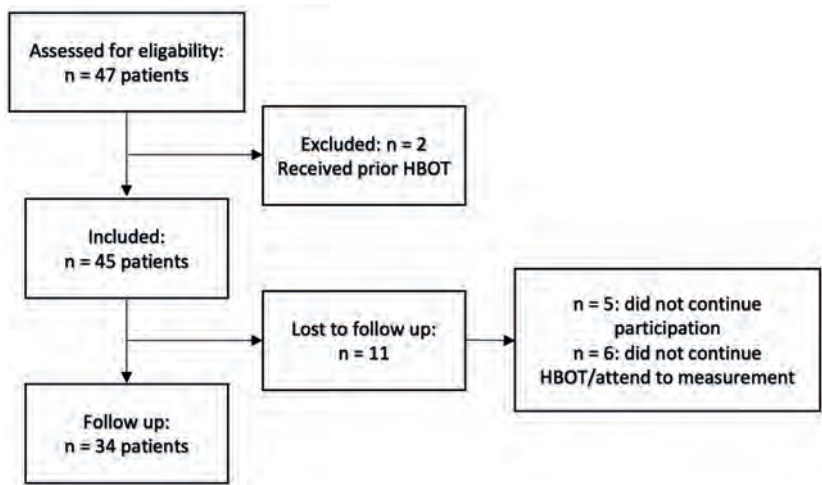 Assessed for eligability:
n = 47 patients
Excluded: n = 2
Received prior HBOT
Included:
n = 45 patients
Lost to follow up:
n = 11
n = 5: did not continue
participation
n = 6: did not continue
HBOT/attend to measurement
Follow up:
n = 34 patients